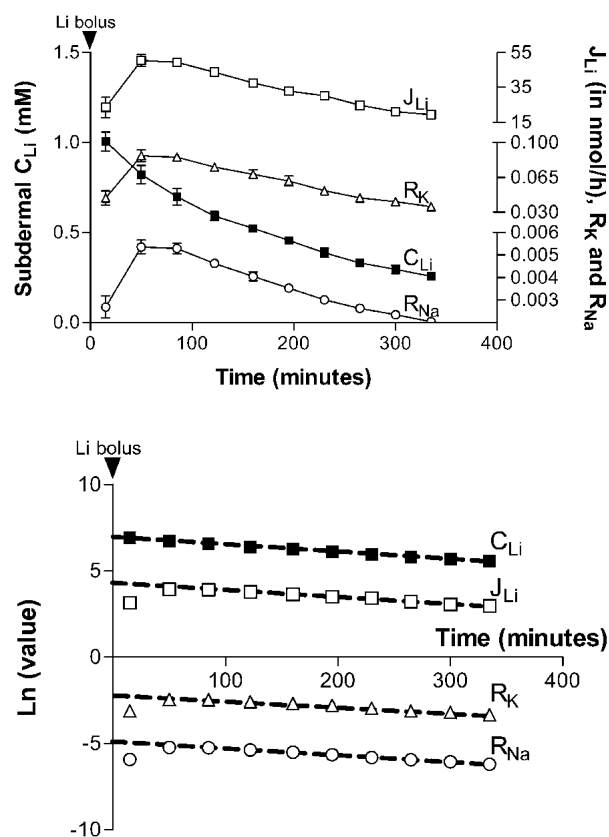 Li bolus
1.5
1.0
0.5
0.0
Subdermal C_Li (mM)
0 100 200 300 400
Time (minutes)
J_Li
R_K
C_Li
R_Na
55
35
15
0.100
0.065
0.030
0.006
0.005
0.004
0.003
J_Li (in nmol/h), R_K and R_Na
Li bolus
10
5
0
-5
-10
Ln (value)
C_Li
J_Li
Time (minutes)
100 200 300 400
R_K
R_Na